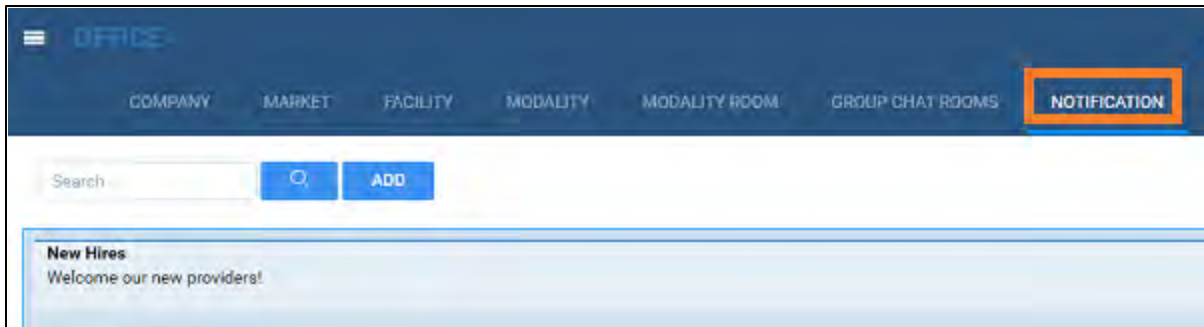 OFFICE
COMPANY MARKET FACILITY MODALITY MODALITY ROOM GROUP CHAT ROOMS NOTIFICATION
Search ADD
New Hires
Welcome our new providers!